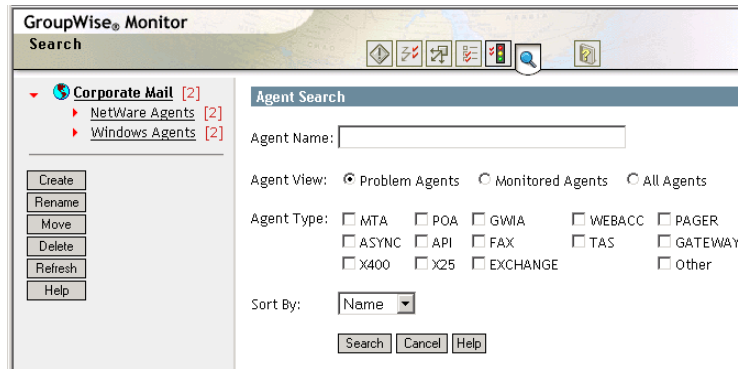 GroupWise® Monitor
Search
Corporate Mail [2]
NetWare Agents [2]
Windows Agents [2]
Create
Rename
Move
Delete
Refresh
Help
Agent Search
Agent Name:
Agent View: Problem Agents Monitored Agents All Agents
Agent Type: MTA POA GWIA WEBACC PAGER
ASYNC API FAX TAS GATEWAY
X400 X25 EXCHANGE Other
Sort By: Name
Search Cancel Help